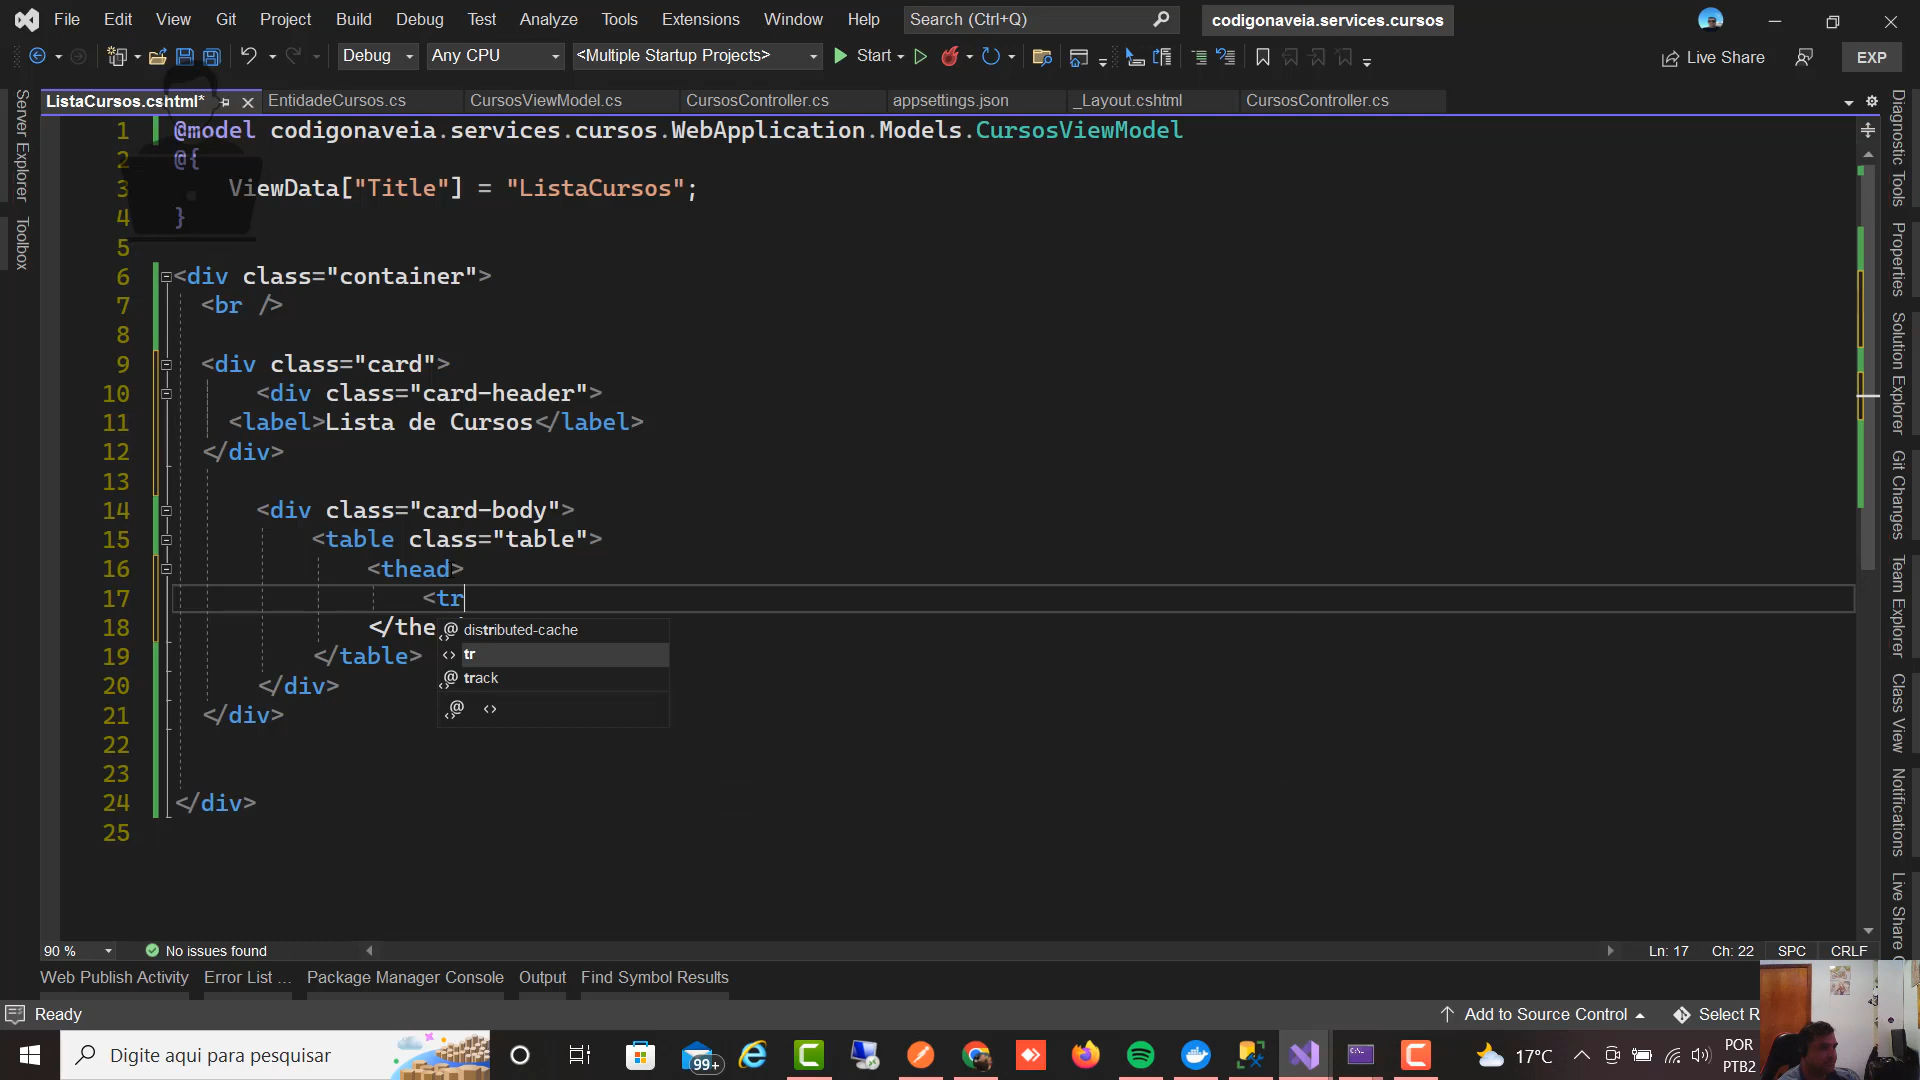 File Edit View Git Project Build Debug Test Analyze Tools Extensions Window Help Search (Ctrl+Q) codigonaveia.services.cursos
Debug Any CPU <Multiple Startup Projects> Start Live Share EXP
ListaCursos.cshtml* EntidadeCursos.cs CursosViewModel.cs CursosController.cs appsettings.json _Layout.cshtml CursosController.cs
Server Explorer
Toolbox
1 @model codigonaveia.services.cursos.WebApplication.Models.CursosViewModel
2 @{
3 ViewData["Title"] = "ListaCursos";
4 }
5
6 <div class="container">
7 <br />
8
9 <div class="card">
10 <div class="card-header">
11 <label>Lista de Cursos</label>
12 </div>
13
14 <div class="card-body">
15 <table class="table">
16 <thead>
17 <tr
18 </the
distributed-cache
tr
track
19 </table>
20 </div>
21 </div>
22
23
24 </div>
25
Diagnostic Tools
Properties
Solution Explorer
Git Changes
Team Explorer
Class View
Notifications
Live Share
90 % No issues found Ln: 17 Ch: 22 SPC CRLF
Web Publish Activity Error List ... Package Manager Console Output Find Symbol Results
Ready Add to Source Control Select R
Digite aqui para pesquisar 99+ 17°C POR
PTB2